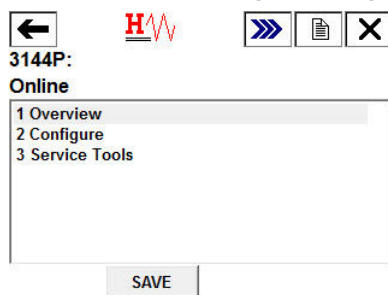 H
3144P:
Online
1 Overview
2 Configure
3 Service Tools
SAVE